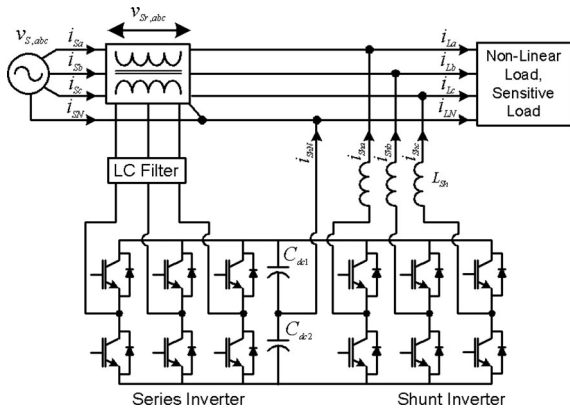 v_{Sr,abc}
v_{S,abc}
i_{Sa}
i_{Sb}
i_{Sc}
i_{SN}
i_{La}
i_{Lb}
i_{Lc}
i_{LN}
Non-Linear
Load,
Sensitive
Load
LC Filter
i_{ShN}
i_{Sha}
i_{Shb}
i_{Shc}
L_{Sh}
C_{dc1}
C_{dc2}
Series Inverter
Shunt Inverter